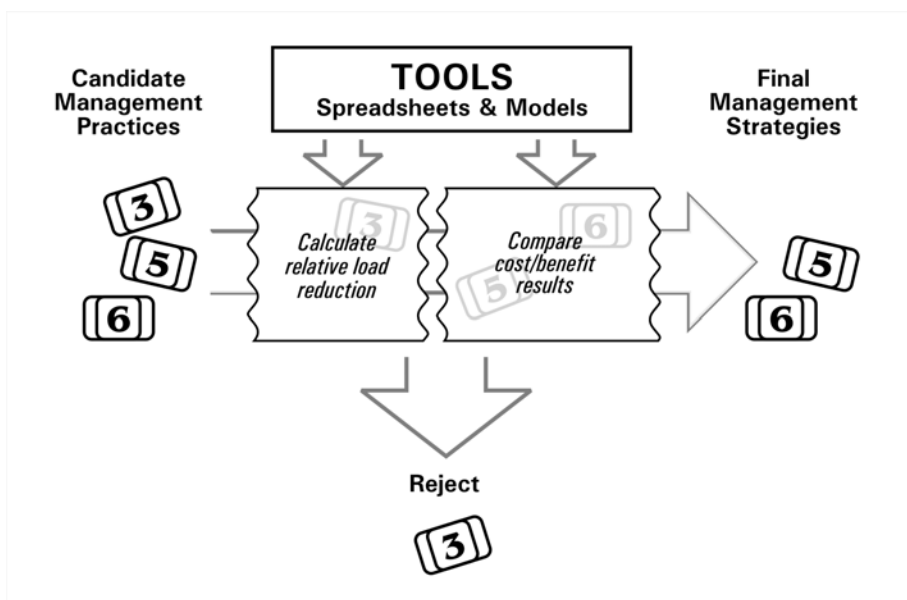 TOOLS
Spreadsheets & Models
Candidate
Management
Practices
Final
Management
Strategies
3
5
6
3
Calculate
relative load
reduction
6
5
Compare
cost/benefit
results
5
6
Reject
3